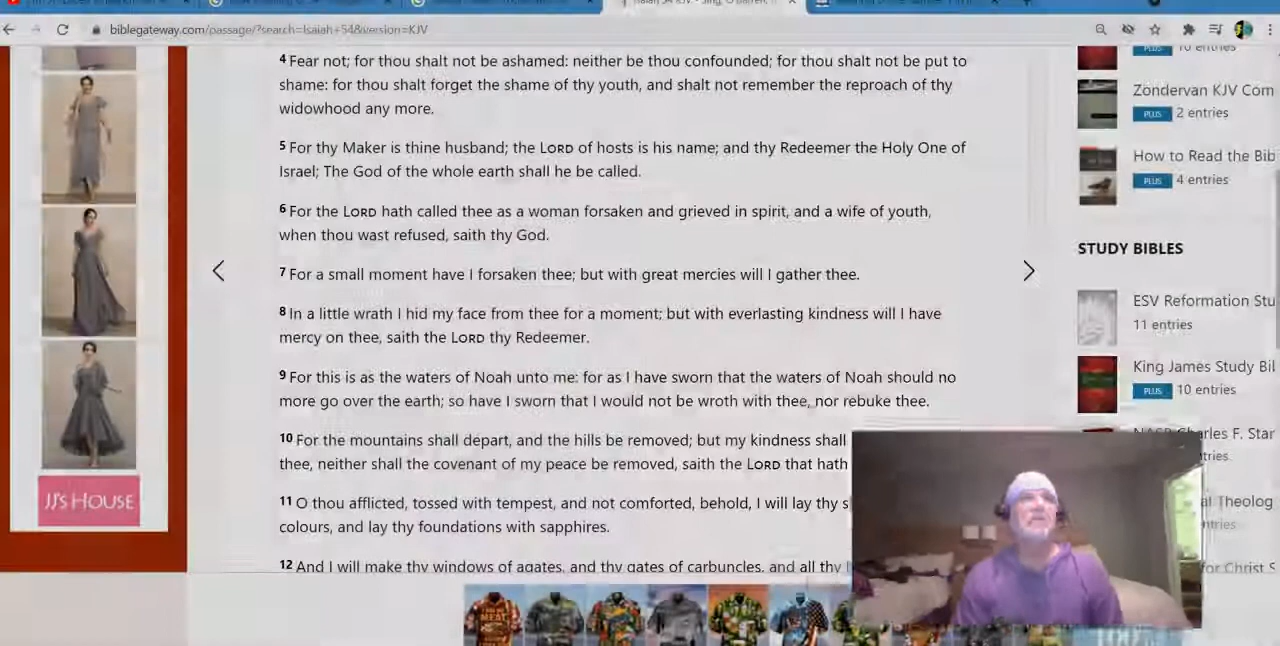 biblegateway.com/passage/?search=Isaiah+54&version=KJV
4 Fear not; for thou shalt not be ashamed: neither be thou confounded; for thou shalt not be put to
shame: for thou shalt forget the shame of thy youth, and shalt not remember the reproach of thy
widowhood any more.
5 For thy Maker is thine husband; the LORD of hosts is his name; and thy Redeemer the Holy One of
Israel; The God of the whole earth shall he be called.
6 For the LORD hath called thee as a woman forsaken and grieved in spirit, and a wife of youth,
when thou wast refused, saith thy God.
7 For a small moment have I forsaken thee; but with great mercies will I gather thee.
8 In a little wrath I hid my face from thee for a moment; but with everlasting kindness will I have
mercy on thee, saith the LORD thy Redeemer.
9 For this is as the waters of Noah unto me: for as I have sworn that the waters of Noah should no
more go over the earth; so have I sworn that I would not be wroth with thee, nor rebuke thee.
10 For the mountains shall depart, and the hills be removed; but my kindness shall
thee, neither shall the covenant of my peace be removed, saith the LORD that hath
11 O thou afflicted, tossed with tempest, and not comforted, behold, I will lay thy s
colours, and lay thy foundations with sapphires.
12 And I will make thy windows of agates, and thy gates of carbuncles, and all thy
JJ'S HOUSE
PLUS 10 entries
Zondervan KJV Com
PLUS 2 entries
How to Read the Bib
PLUS 4 entries
STUDY BIBLES
ESV Reformation Stu
11 entries
King James Study Bil
PLUS 10 entries
Charles F. Star
tries.
al Theolog
ntries
for Christ S